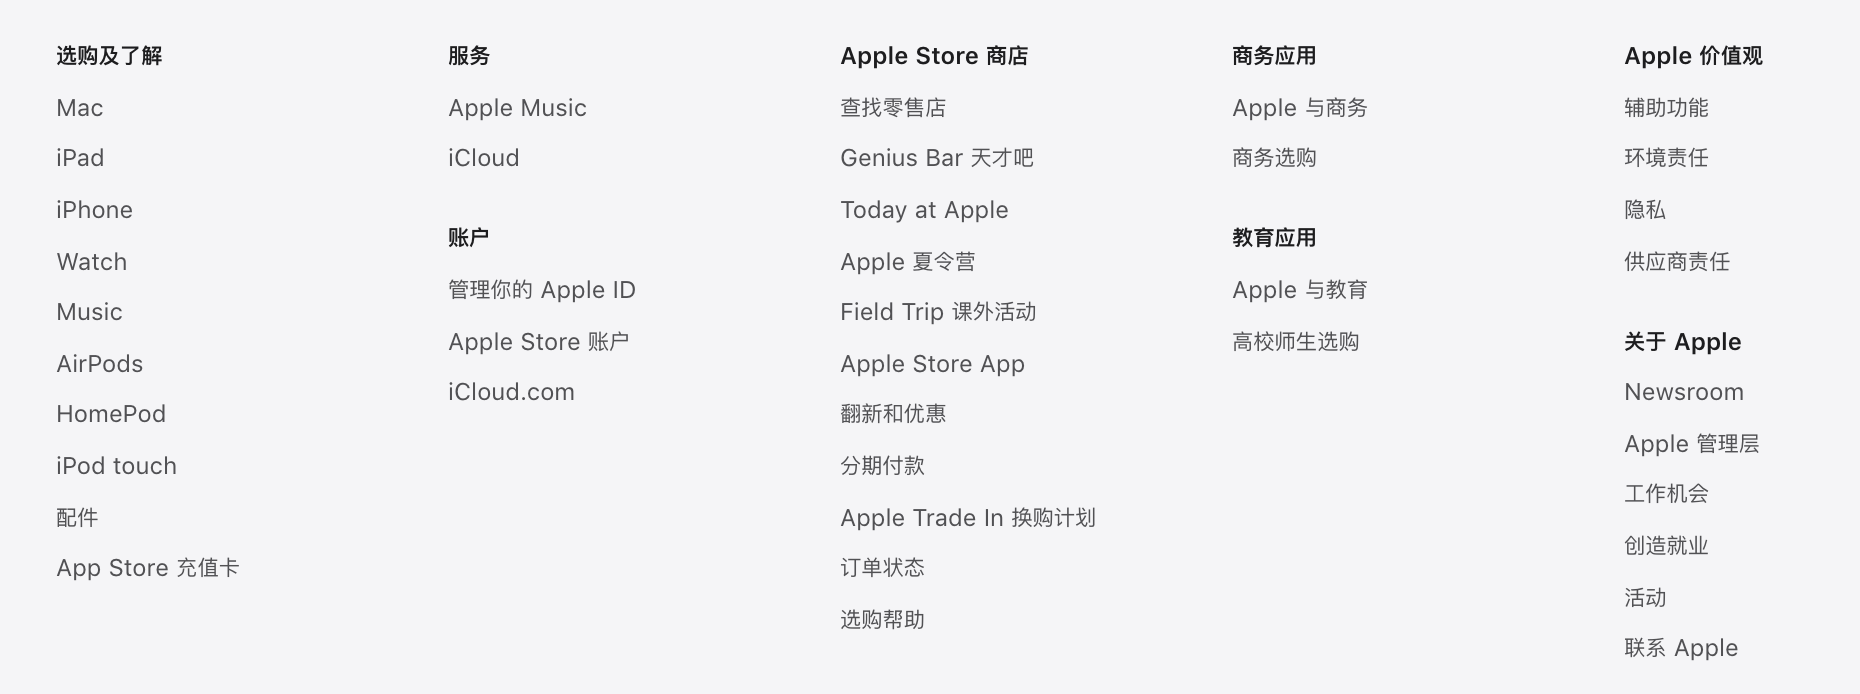 选购及了解
Mac
iPad
iPhone
Watch
Music
AirPods
HomePod
iPod touch
配件
App Store 充值卡
服务
Apple Music
iCloud
账户
管理你的 Apple ID
Apple Store 账户
iCloud.com
Apple Store 商店
查找零售店
Genius Bar 天才吧
Today at Apple
Apple 夏令营
Field Trip 课外活动
Apple Store App
翻新和优惠
分期付款
Apple Trade In 换购计划
订单状态
选购帮助
商务应用
Apple 与商务
商务选购
教育应用
Apple 与教育
高校师生选购
Apple 价值观
辅助功能
环境责任
隐私
供应商责任
关于 Apple
Newsroom
Apple 管理层
工作机会
创造就业
活动
联系 Apple